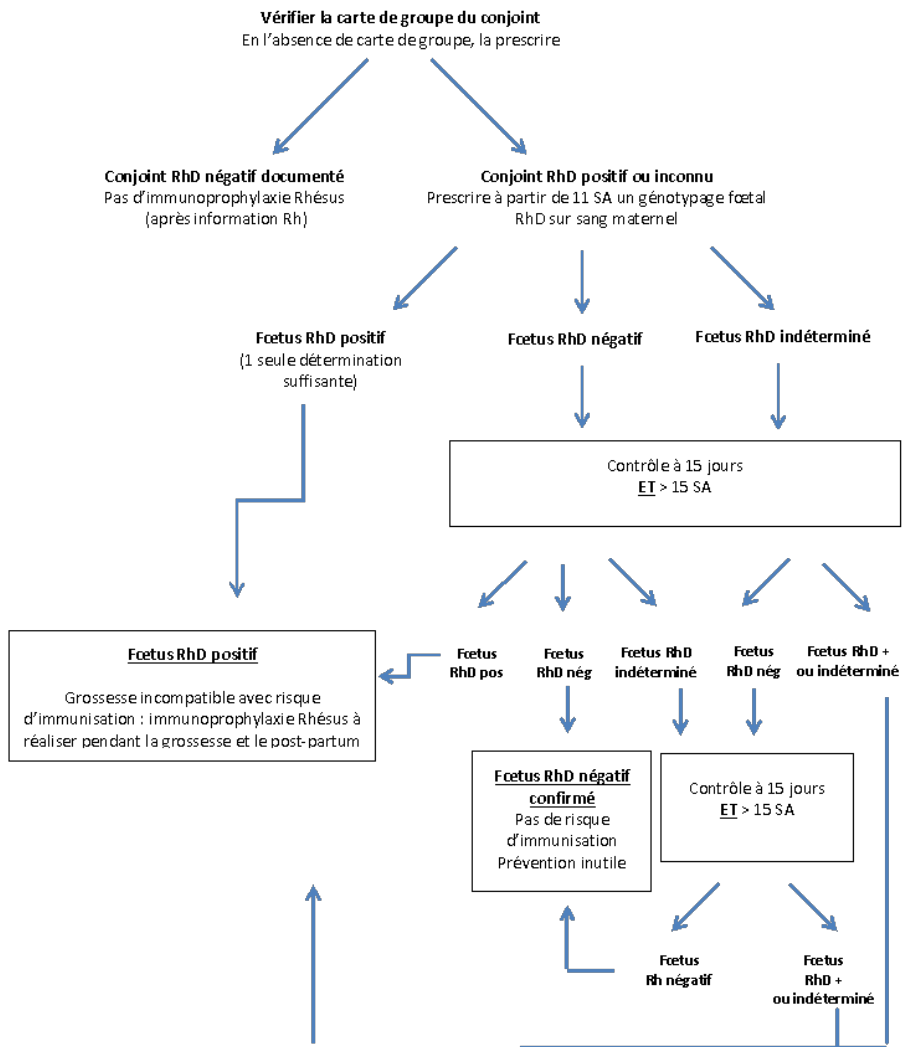 Vérifier la carte de groupe du conjoint
En l'absence de carte de groupe, la prescrire
Conjoint RhD négatif documenté
Pas d'immunoprophylaxie Rhésus
(après information Rh)
Conjoint RhD positif ou inconnu
Prescrire à partir de 11 SA un génotypage fœtal
RhD sur sang maternel
Fœtus RhD positif
(1 seule détermination
suffisante)
Fœtus RhD négatif
Fœtus RhD indéterminé
Contrôle à 15 jours
ET > 15 SA
Fœtus RhD positif
Grossesse incompatible avec risque
d'immunisation : immunoprophylaxie Rhésus à
réaliser pendant la grossesse et le post-partum
Fœtus
RhD pos
Fœtus
RhD nég
Fœtus RhD
indéterminé
Fœtus
RhD nég
Fœtus RhD +
ou indéterminé
Fœtus RhD négatif
confirmé
Pas de risque
d'immunisation
Prévention inutile
Contrôle à 15 jours
ET > 15 SA
Fœtus
Rh négatif
Fœtus
RhD +
ou indéterminé